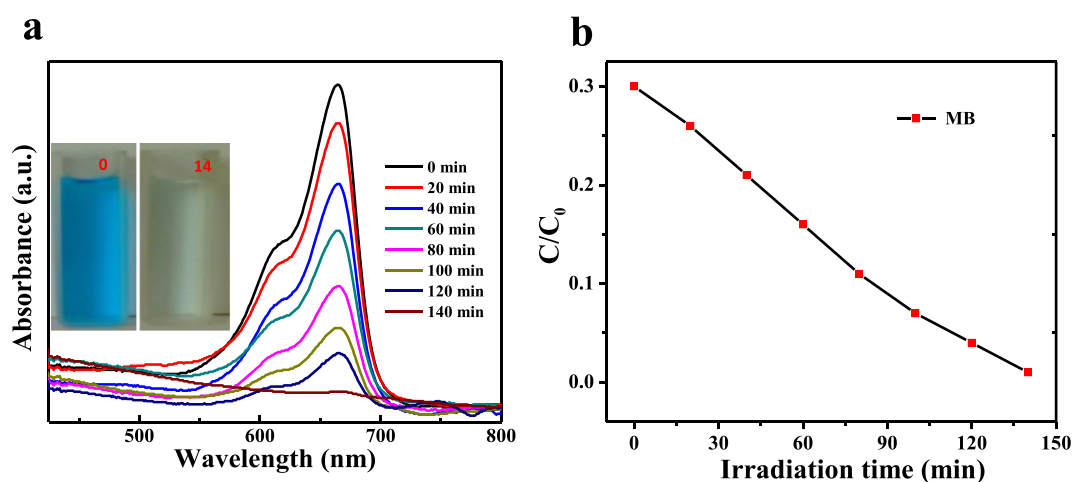 a
Absorbance (a.u.)
0
14
0 min
20 min
40 min
60 min
80 min
100 min
120 min
140 min
500
600
700
800
Wavelength (nm)
b
C/C₀
0.3
0.2
0.1
0.0
MB
0
30
60
90
120
150
Irradiation time (min)